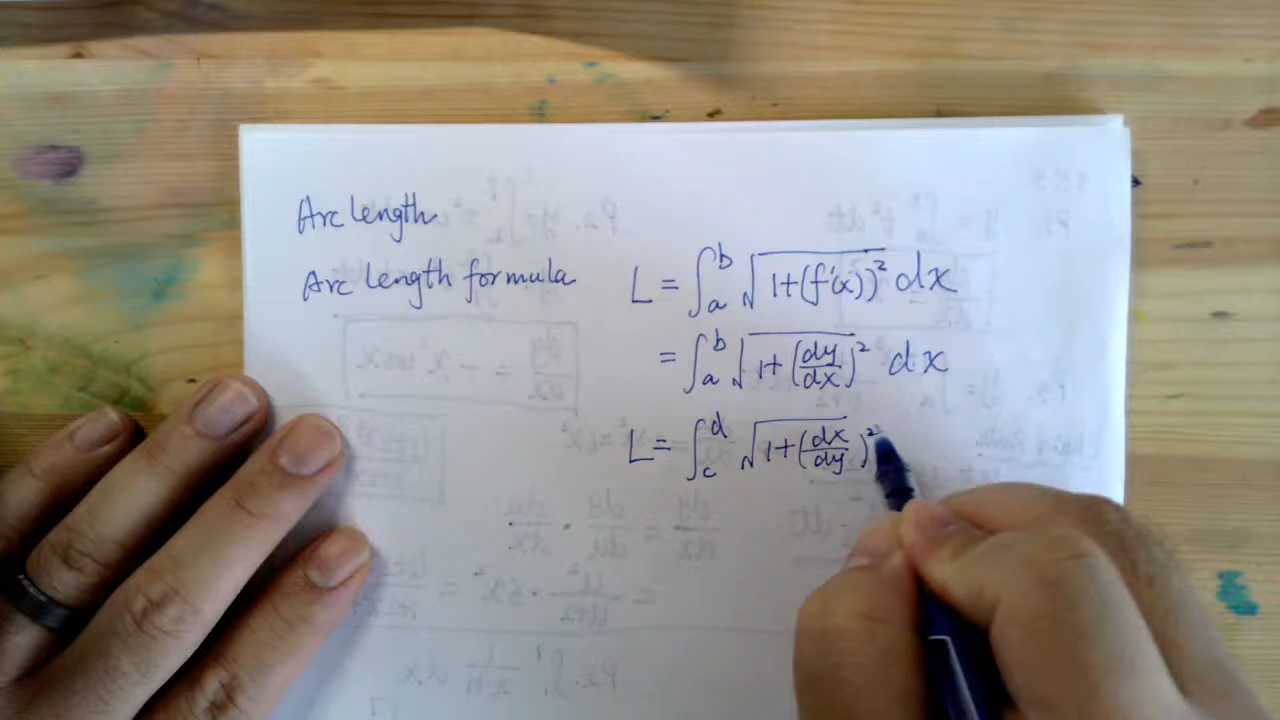 Arc length
Arc length formula L = ∫_a^b √(1+(f'(x))²) dx
= ∫_a^b √(1+(dy/dx)²) dx
L = ∫_c^d √(1+(dx/dy)²)